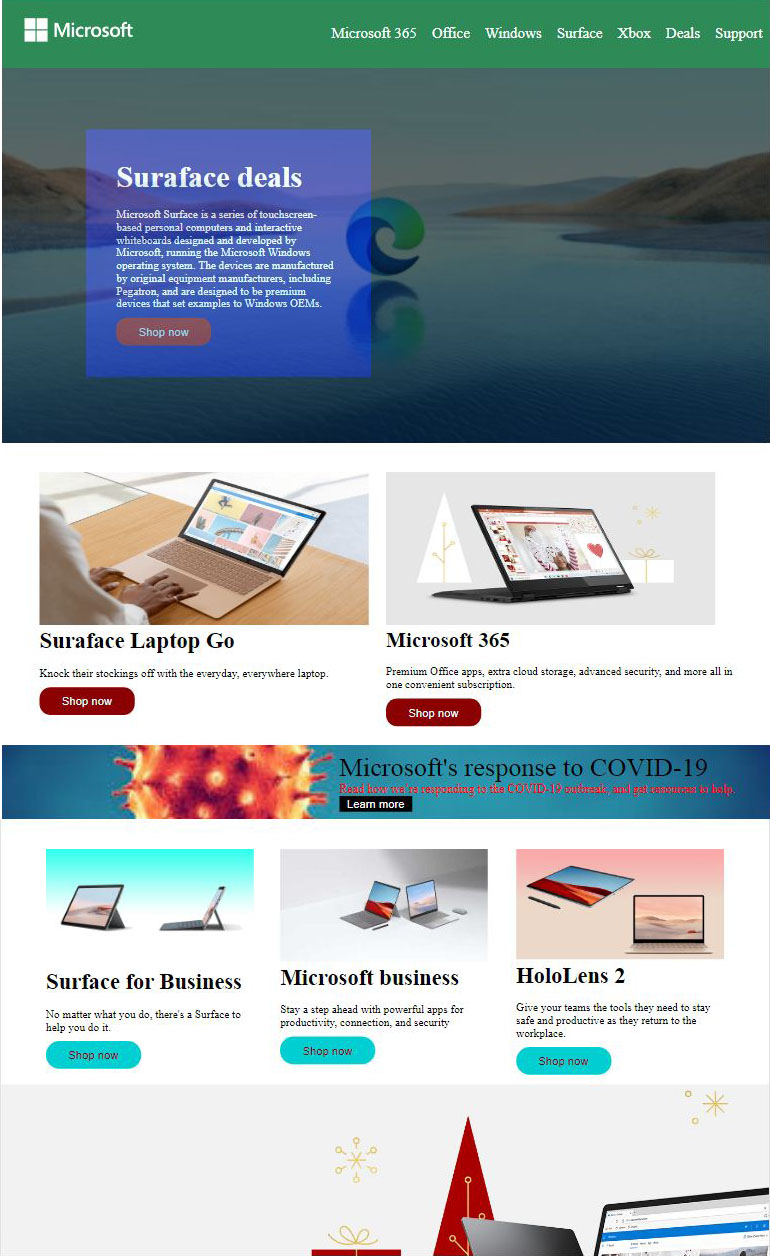 Microsoft
Microsoft 365 Office Windows Surface Xbox Deals Support
Suraface deals
Microsoft Surface is a series of touchscreen-
based personal computers and interactive
whiteboards designed and developed by
Microsoft, running the Microsoft Windows
operating system. The devices are manufactured
by original equipment manufacturers, including
Pegatron, and are designed to be premium
devices that set examples to Windows OEMs.
Shop now
Suraface Laptop Go
Knock their stockings off with the everyday, everywhere laptop.
Shop now
Microsoft 365
Premium Office apps, extra cloud storage, advanced security, and more all in
one convenient subscription.
Shop now
Microsoft's response to COVID-19
Read how we're responding to the COVID-19 outbreak, and get resources to help.
Learn more
Surface for Business
No matter what you do, there's a Surface to
help you do it.
Shop now
Microsoft business
Stay a step ahead with powerful apps for
productivity, connection, and security
Shop now
HoloLens 2
Give your teams the tools they need to stay
safe and productive as they return to the
workplace.
Shop now